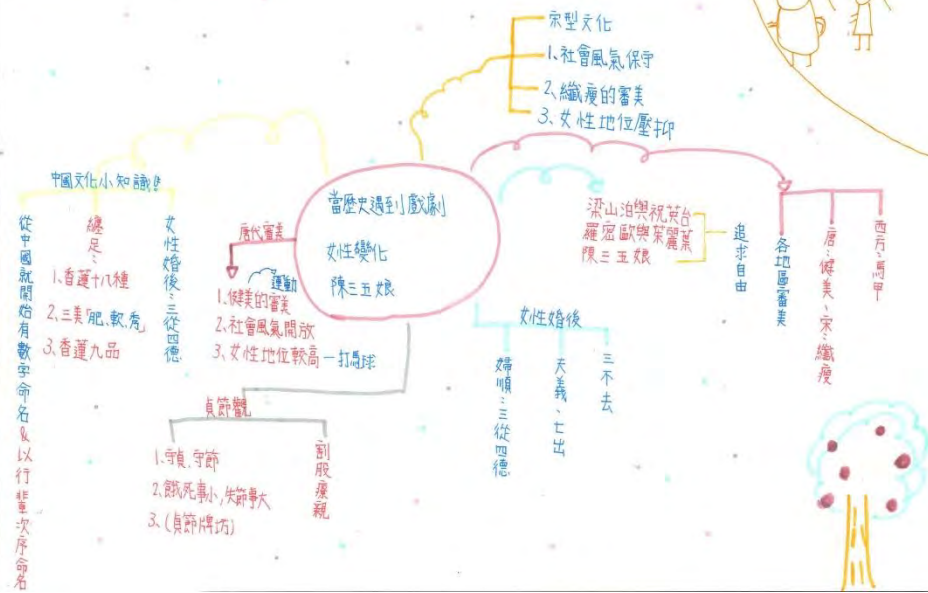 宋型文化
1、社會風氣保守
2、纖瘦的審美
3、女性地位壓抑
當歷史遇到戲劇
女性變化
陳三五娘
中國文化小知識!!
女性婚後:三從四德
纏足:
1、香蓮十八種
2、三美「肥、軟、秀」
3、香蓮九品
從中國就開始有數字命名&以行輩次序命名
唐代審美
運動
1、健美的審美
2、社會風氣開放
3、女性地位較高—打馬球
貞節觀
1、守貞、守節
2、餓死事小,失節事大
3、(貞節牌坊)
割股療親
梁山泊與祝英台
羅密歐與茱麗葉
陳三五娘
追求自由
女性婚後
三不去
夫義、七出
婦順:三從四德
西方:馬甲
唐:健美、宋:纖瘦
各地區審美